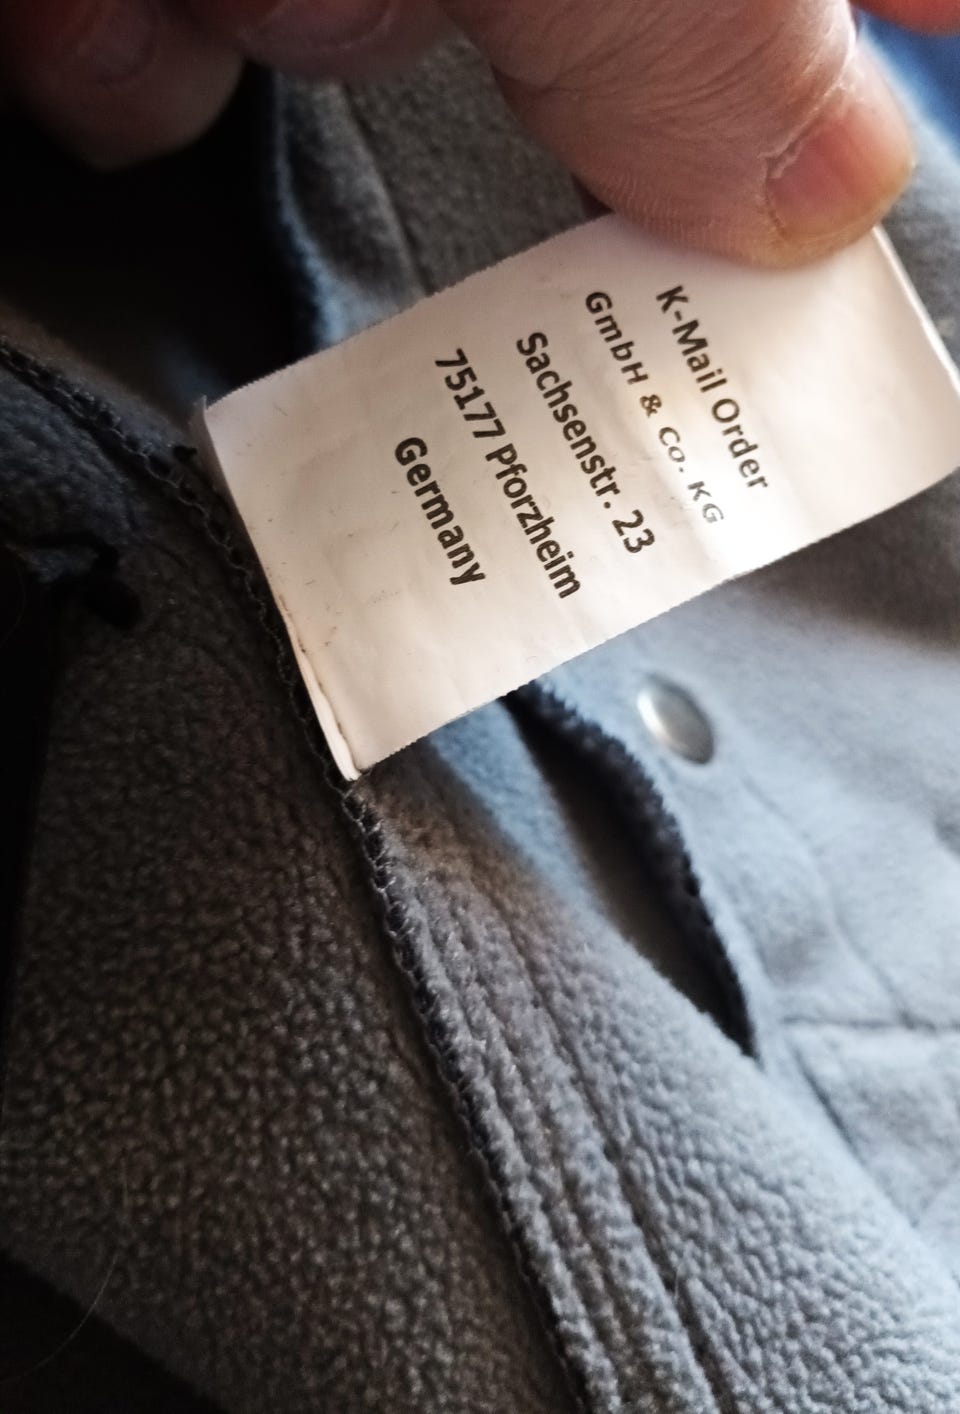 K-Mail Order
GmbH & Co. KG
Sachsenstr. 23
75177 Pforzheim
Germany